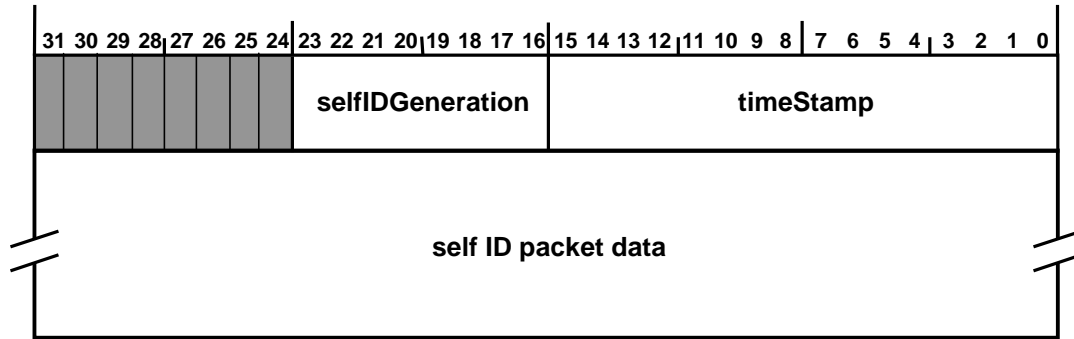 31 30 29 28 27 26 25 24 23 22 21 20 19 18 17 16 15 14 13 12 11 10 9 8 7 6 5 4 3 2 1 0
selfIDGeneration timeStamp
self ID packet data